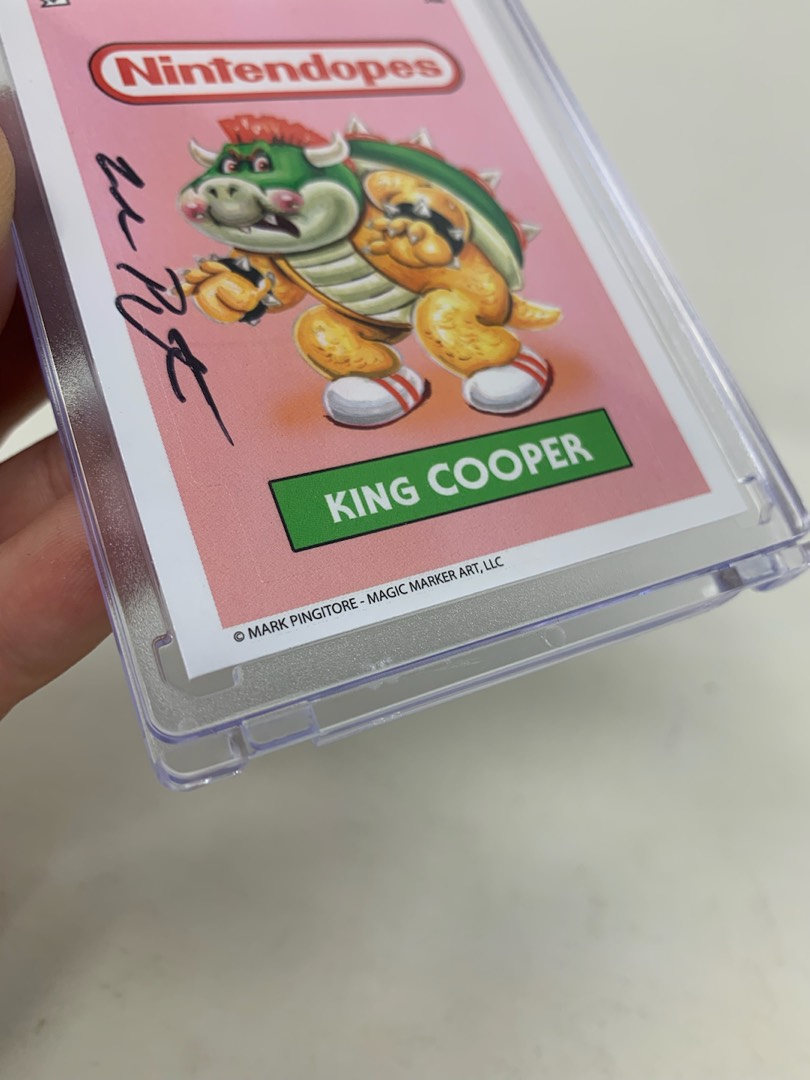 Nintendopes
KING COOPER
© MARK PINGITORE - MAGIC MARKER ART, LLC